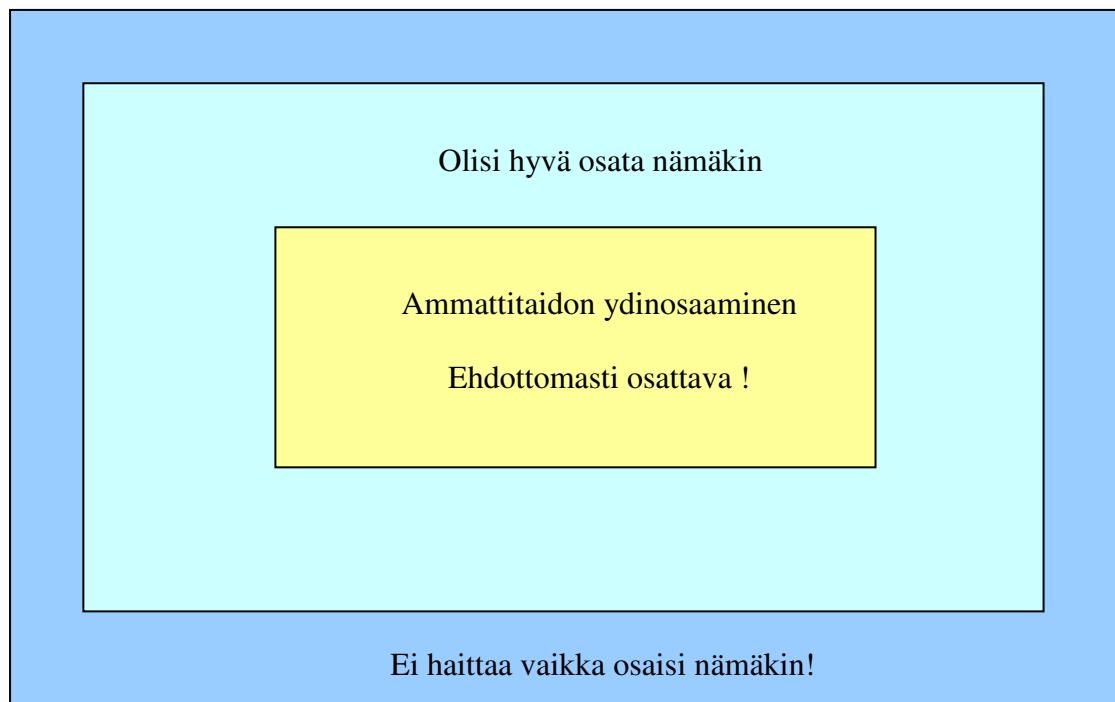 Olisi hyvä osata nämäkin
Ammattitaidon ydinosaaminen
Ehdottomasti osattava !
Ei haittaa vaikka osaisi nämäkin!